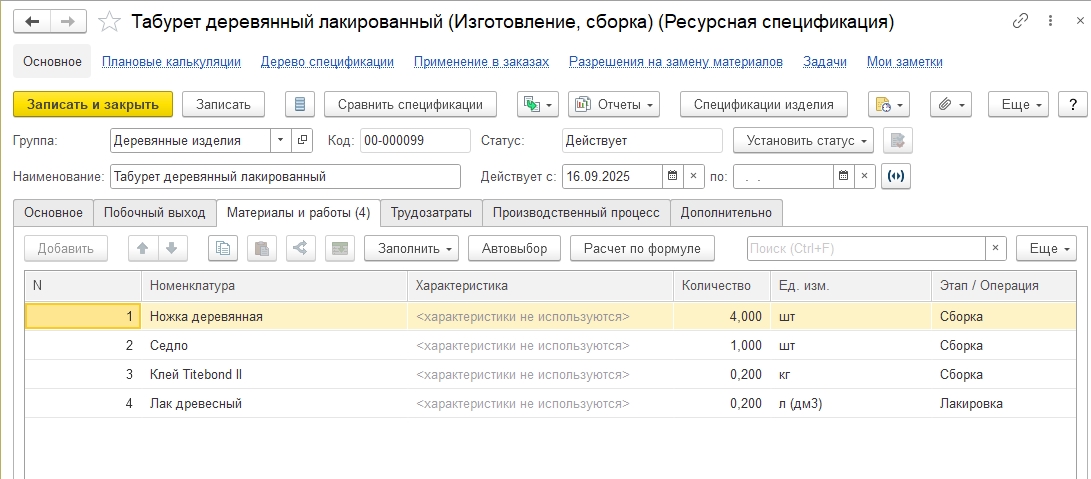 Табурет деревянный лакированный (Изготовление, сборка) (Ресурсная спецификация)
Основное Плановые калькуляции Дерево спецификации Применение в заказах Разрешения на замену материалов Задачи Мои заметки
Записать и закрыть Записать Сравнить спецификации Отчеты Спецификации изделия Еще ?
Группа: Деревянные изделия Код: 00-000099 Статус: Действует Установить статус
Наименование: Табурет деревянный лакированный Действует с: 16.09.2025 по: . .
Основное Побочный выход Материалы и работы (4) Трудозатраты Производственный процесс Дополнительно
Добавить Заполнить Автовыбор Расчет по формуле Поиск (Ctrl+F) × Еще
N Номенклатура Характеристика Количество Ед. изм. Этап / Операция
1 Ножка деревянная <характеристики не используются> 4,000 шт Сборка
2 Седло <характеристики не используются> 1,000 шт Сборка
3 Клей Titebond II <характеристики не используются> 0,200 кг Сборка
4 Лак древесный <характеристики не используются> 0,200 л (дм3) Лакировка